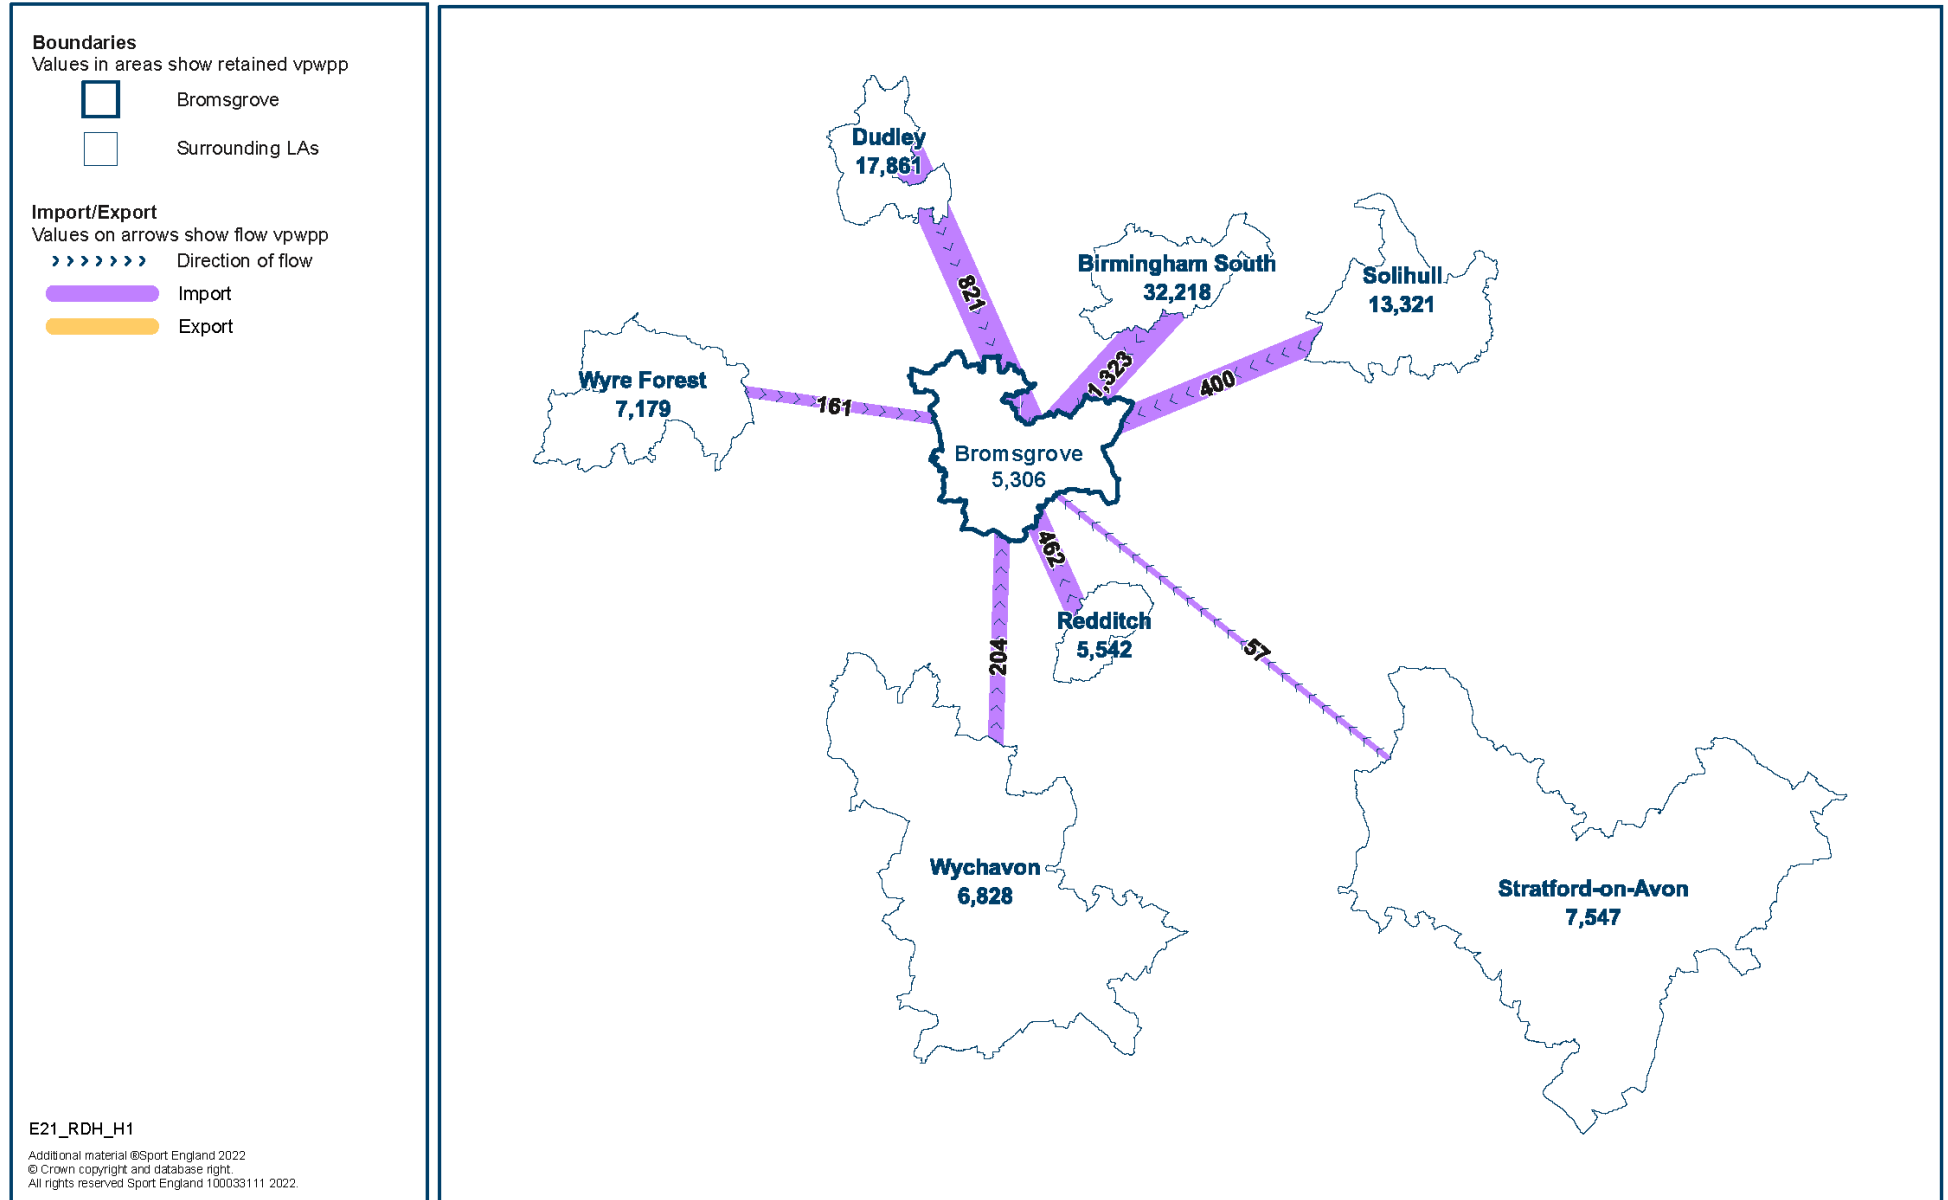 Boundaries
Values in areas show retained vpwpp
Bromsgrove
Surrounding LAs
Import/Export
Values on arrows show flow vpwpp
Direction of flow
Import
Export
E21_RDH_H1
Additional material ®Sport England 2022
© Crown copyright and database right.
All rights reserved Sport England 100033111 2022.
Dudley
17,861
821
Birmingham South
32,218
1,323
Solihull
13,321
400
Wyre Forest
7,179
161
Bromsgrove
5,306
462
Redditch
5,542
204
57
Wychavon
6,828
Stratford-on-Avon
7,547